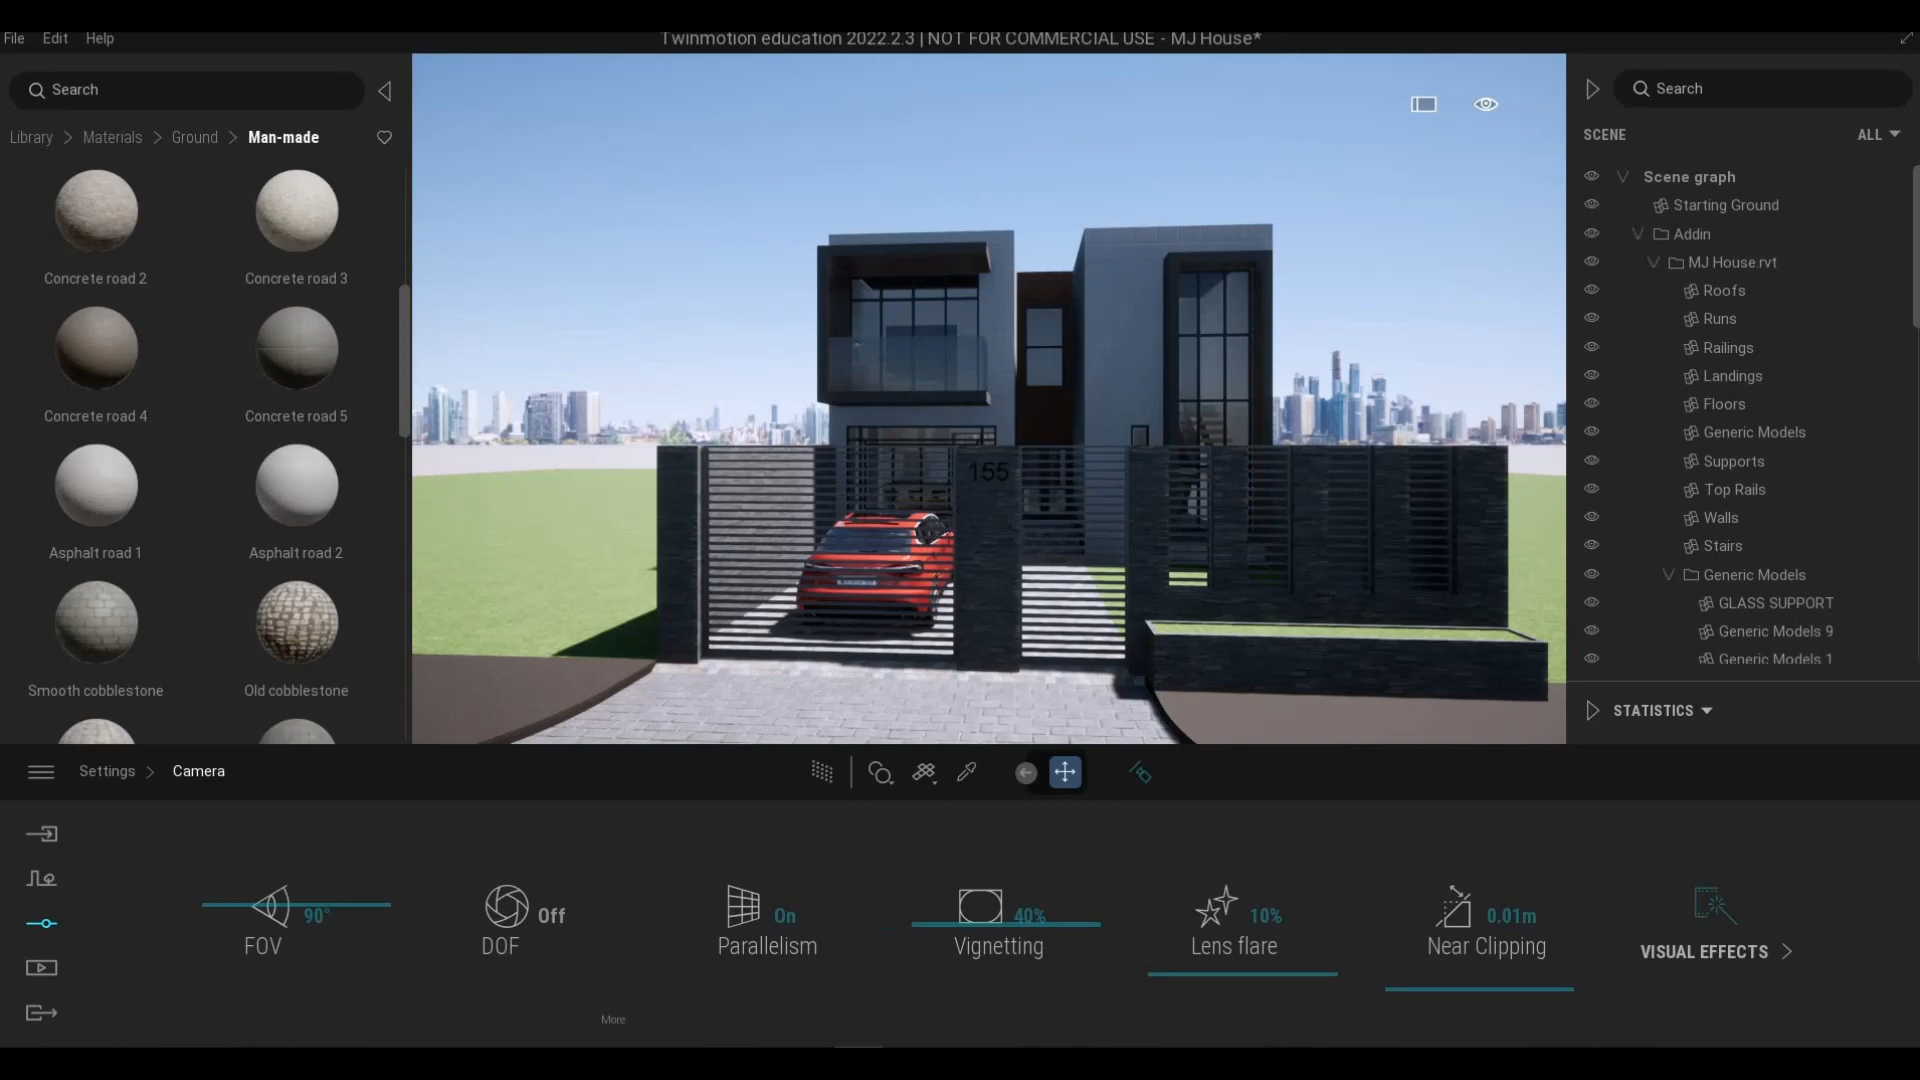 File Edit Help
Twinmotion education 2022.2.3 | NOT FOR COMMERCIAL USE - MJ House*
Search
Library > Materials > Ground > Man-made
Concrete road 2
Concrete road 3
Concrete road 4
Concrete road 5
Asphalt road 1
Asphalt road 2
Smooth cobblestone
Old cobblestone
155
Search
SCENE
ALL
Scene graph
Starting Ground
Addin
MJ House.rvt
Roofs
Runs
Railings
Landings
Floors
Generic Models
Supports
Top Rails
Walls
Stairs
Generic Models
GLASS SUPPORT
Generic Models 9
Generic Models 1
STATISTICS
Settings > Camera
90°
FOV
Off
DOF
On
Parallelism
40%
Vignetting
10%
Lens flare
0.01m
Near Clipping
VISUAL EFFECTS
More